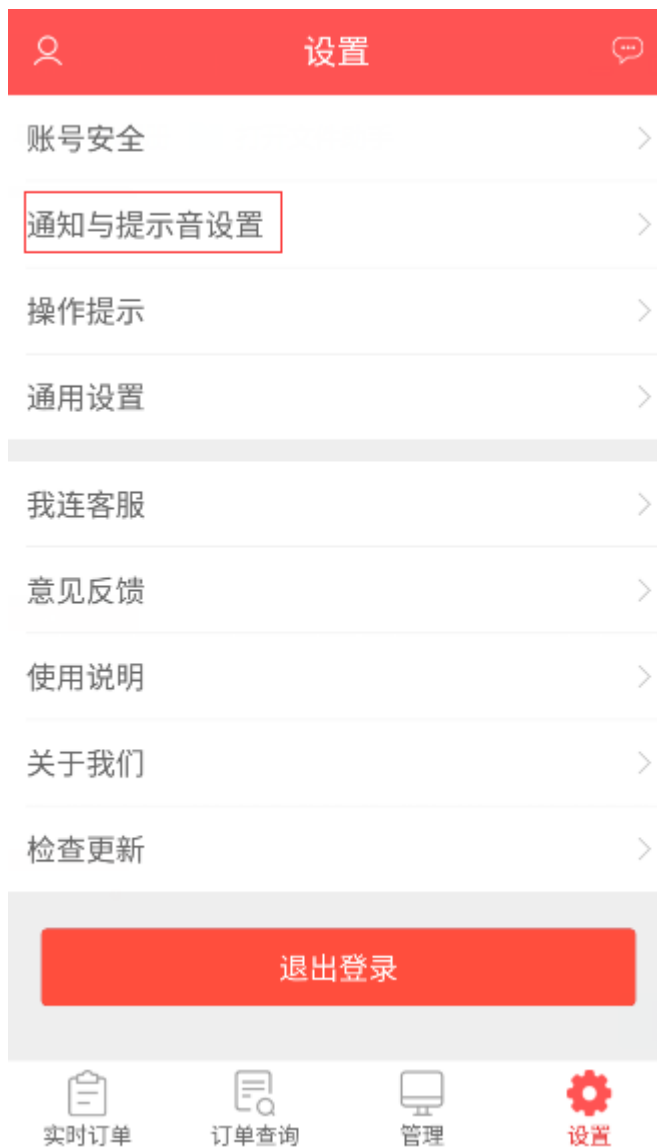 设置
账号安全
通知与提示音设置
操作提示
通用设置
我连客服
意见反馈
使用说明
关于我们
检查更新
退出登录
实时订单 订单查询 管理 设置